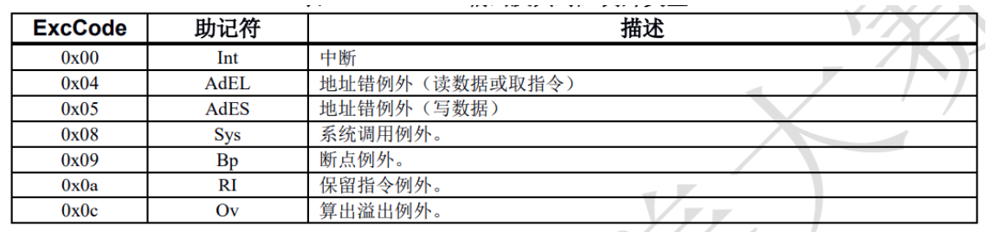 ExcCode 助记符 描述
0x00 Int 中断
0x04 AdEL 地址错例外（读数据或取指令）
0x05 AdES 地址错例外（写数据）
0x08 Sys 系统调用例外。
0x09 Bp 断点例外。
0x0a RI 保留指令例外。
0x0c Ov 算出溢出例外。